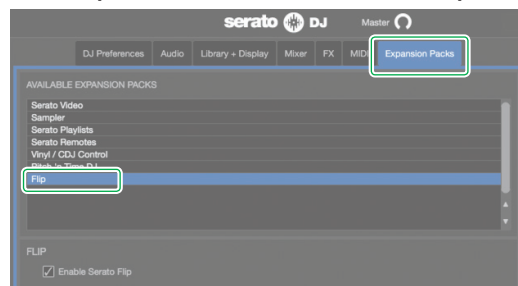 serato DJ Master
DJ Preferences Audio Library + Display Mixer FX MIDI Expansion Packs
AVAILABLE EXPANSION PACKS
Serato Video
Sampler
Serato Playlists
Serato Remotes
Vinyl / CDJ Control
Pitch 'n Time DJ
Flip
FLIP
Enable Serato Flip